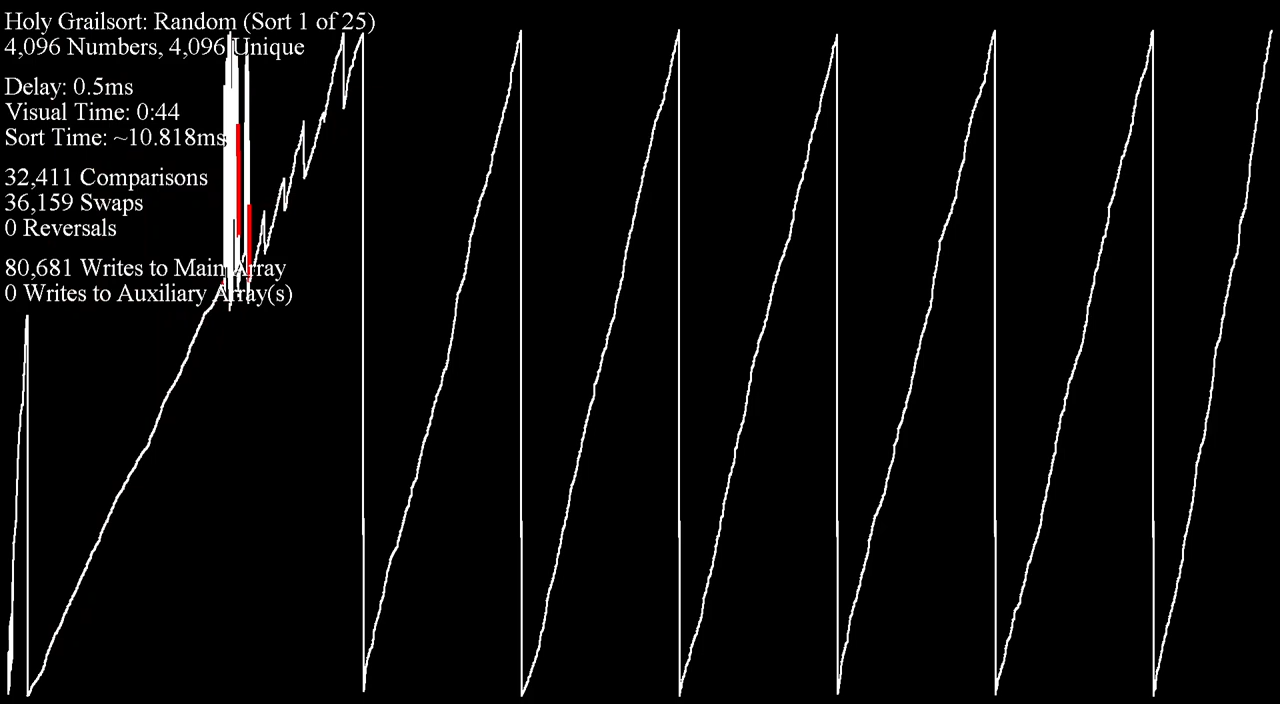 Holy Grailsort: Random (Sort 1 of 25)
4,096 Numbers, 4,096 Unique
Delay: 0.5ms
Visual Time: 0:44
Sort Time: ~10.818ms
32,411 Comparisons
36,159 Swaps
0 Reversals
80,681 Writes to Main Array
0 Writes to Auxiliary Array(s)